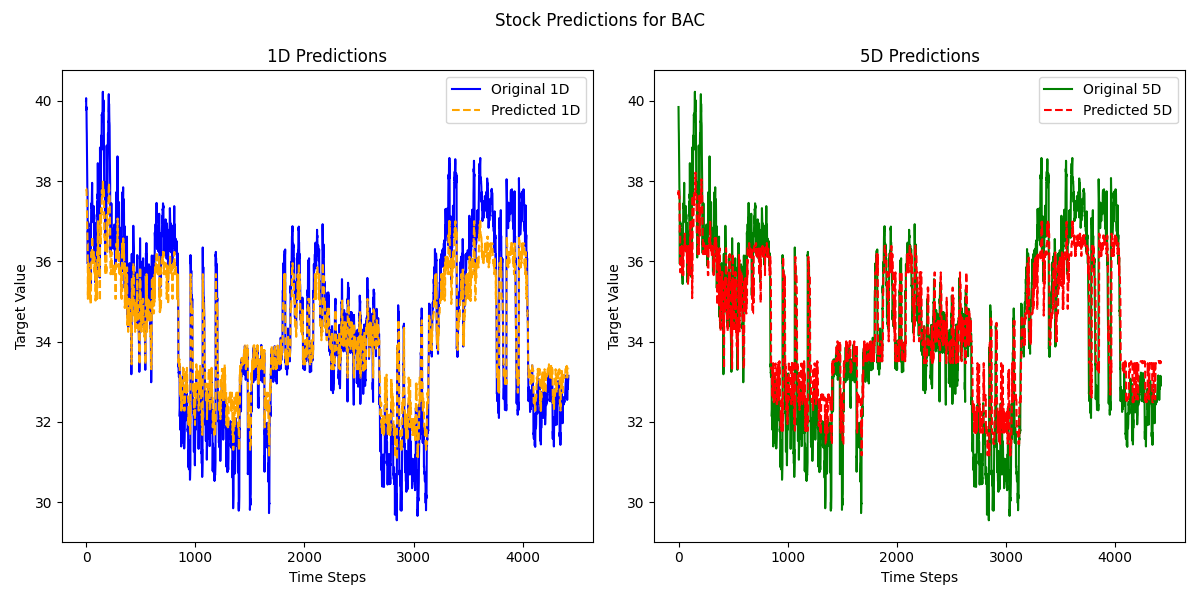 Stock Predictions for BAC
1D Predictions
Original 1D
Predicted 1D
Target Value
40
38
36
34
32
30
0
1000
2000
3000
4000
Time Steps
5D Predictions
Original 5D
Predicted 5D
Target Value
40
38
36
34
32
30
0
1000
2000
3000
4000
Time Steps